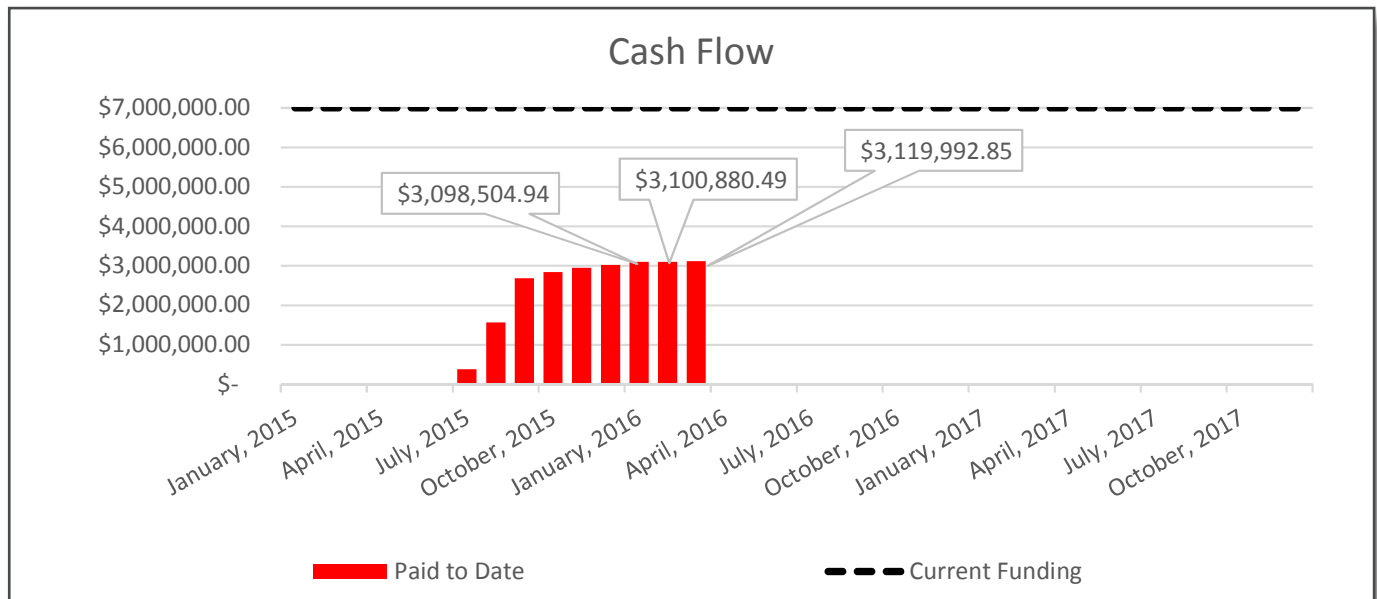 Cash Flow
$7,000,000.00
$6,000,000.00
$5,000,000.00
$4,000,000.00
$3,000,000.00
$2,000,000.00
$1,000,000.00
$-
$3,098,504.94
$3,100,880.49
$3,119,992.85
January, 2015
April, 2015
July, 2015
October, 2015
January, 2016
April, 2016
July, 2016
October, 2016
January, 2017
April, 2017
July, 2017
October, 2017
Paid to Date
Current Funding